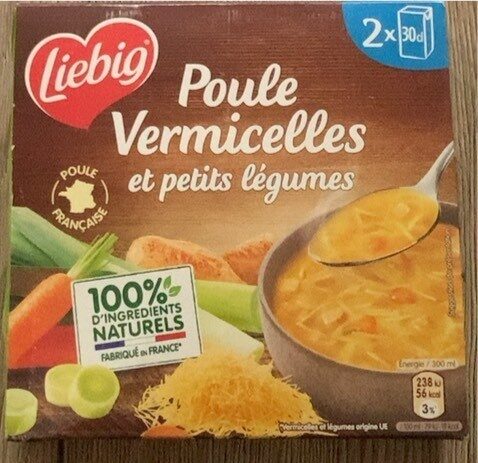 Liebig
2x 30cl
Poule
Vermicelles
et petits légumes
POULE
FRANÇAISE
100%
D'INGREDIENTS
NATURELS
FABRIQUÉ EN FRANCE*
Energie / 300 ml
238 kJ
56 kcal
3%
*Vermicelles et légumes origine UE